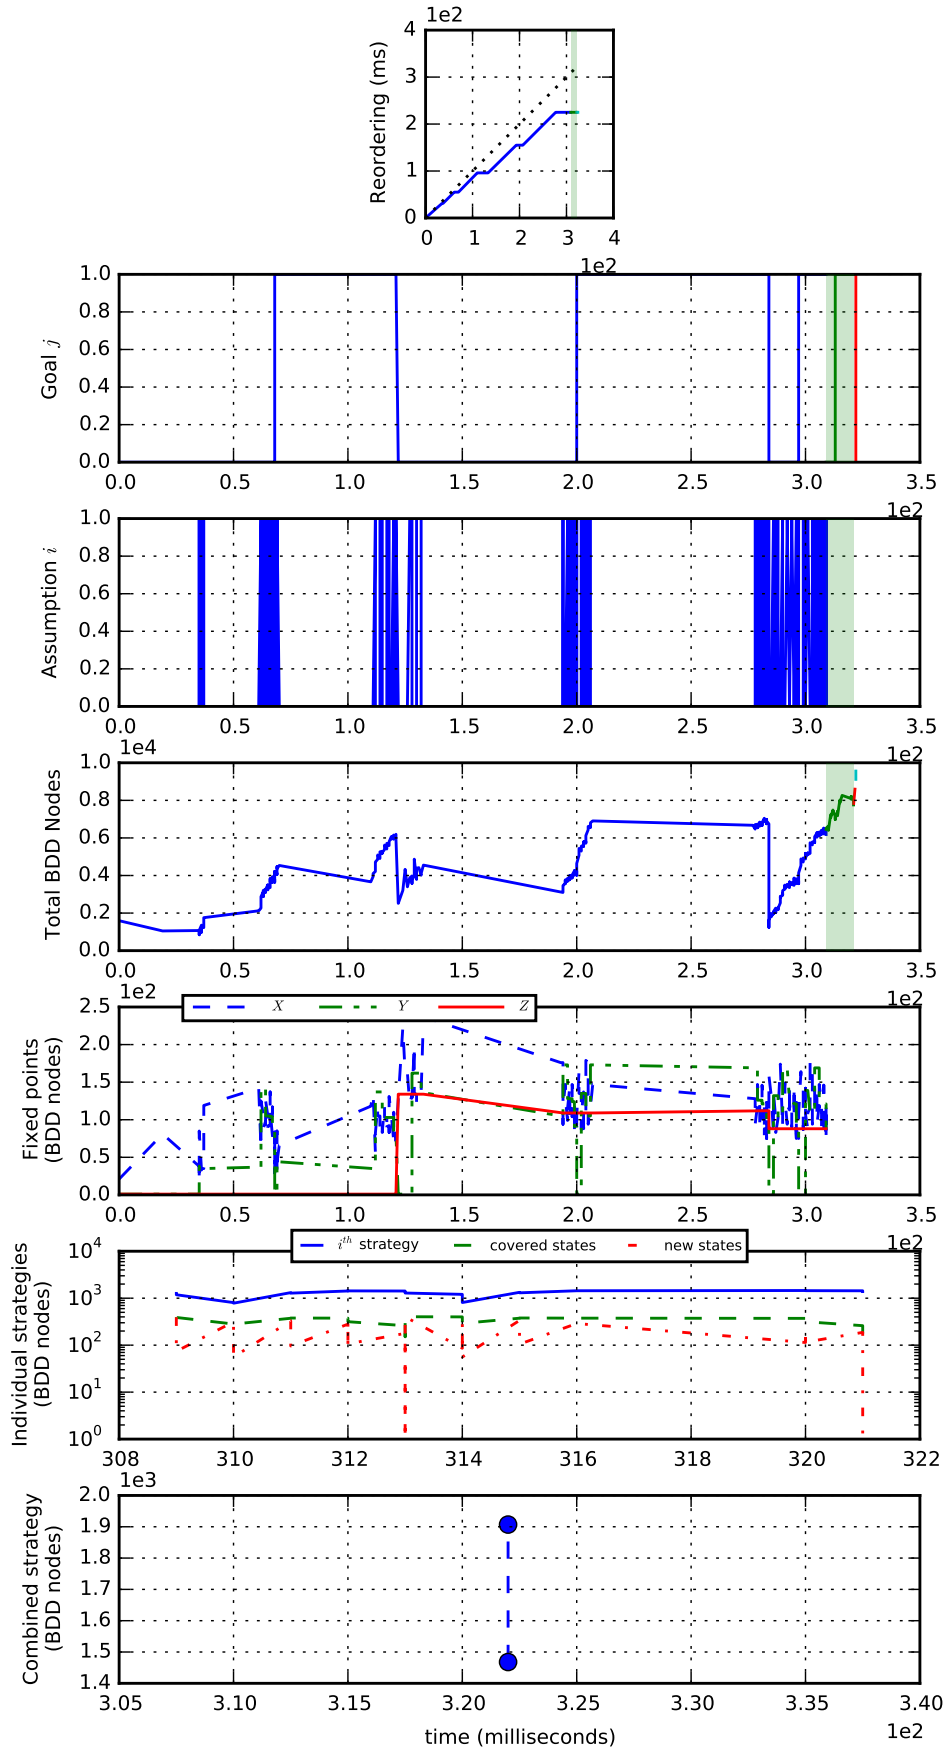 1e2
Reordering (ms)
4
3
2
1
0
0 1 2 3 4
1e2
Goal j
1.0
0.8
0.6
0.4
0.2
0.0
0.0 0.5 1.0 1.5 2.0 2.5 3.0 3.5
1e2
Assumption i
1.0
0.8
0.6
0.4
0.2
0.0
0.0 0.5 1.0 1.5 2.0 2.5 3.0 3.5
1e2
1e4
Total BDD Nodes
1.0
0.8
0.6
0.4
0.2
0.0
0.0 0.5 1.0 1.5 2.0 2.5 3.0 3.5
1e2
1e2
X Y Z
Fixed points
(BDD nodes)
2.5
2.0
1.5
1.0
0.5
0.0
0.0 0.5 1.0 1.5 2.0 2.5 3.0 3.5
1e2
i^th strategy covered states new states
Individual strategies
(BDD nodes)
10^4
10^3
10^2
10^1
10^0
308 310 312 314 316 318 320 322
1e3
Combined strategy
(BDD nodes)
2.0
1.9
1.8
1.7
1.6
1.5
1.4
3.05 3.10 3.15 3.20 3.25 3.30 3.35 3.40
time (milliseconds)
1e2